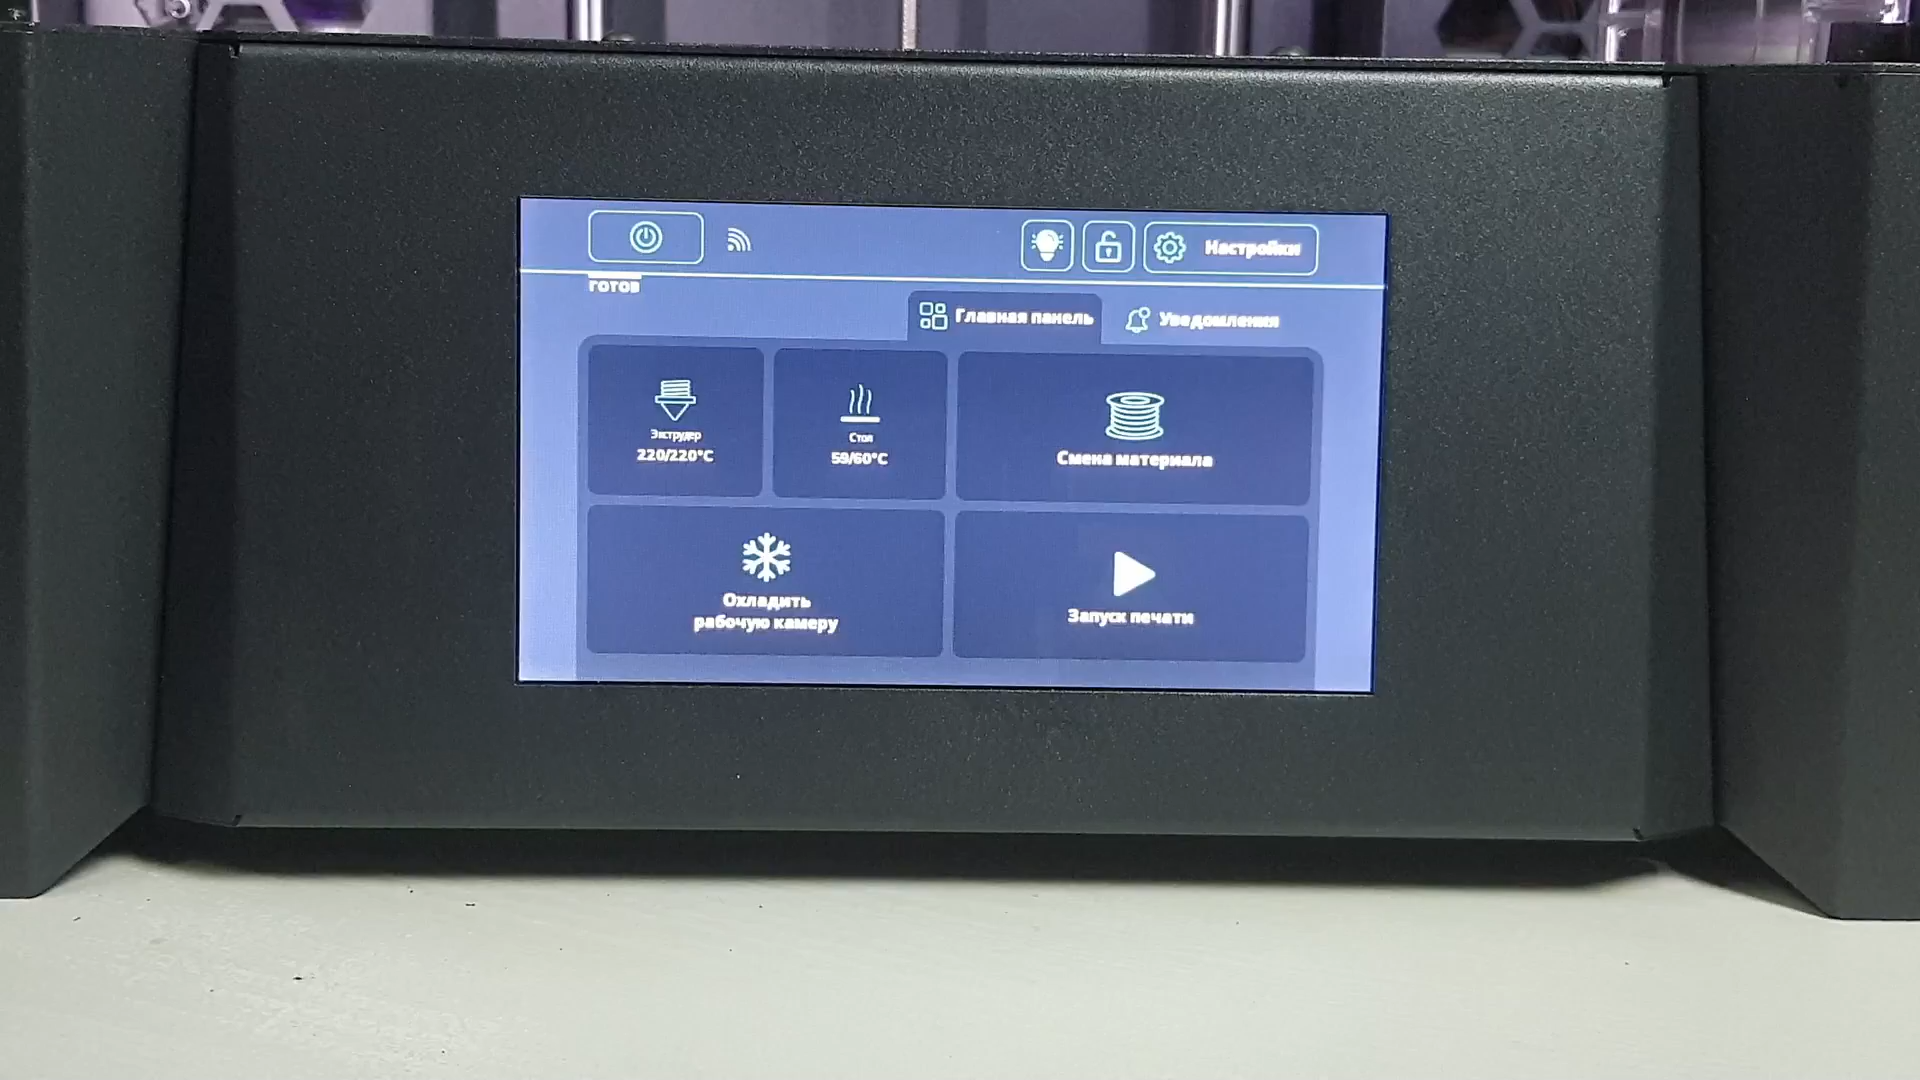 Настройки
ГОТОВ
Главная панель
Уведомления
Экструдер
220/220°C
Стол
59/60°C
Смена материала
Охладить
рабочую камеру
Запуск печати